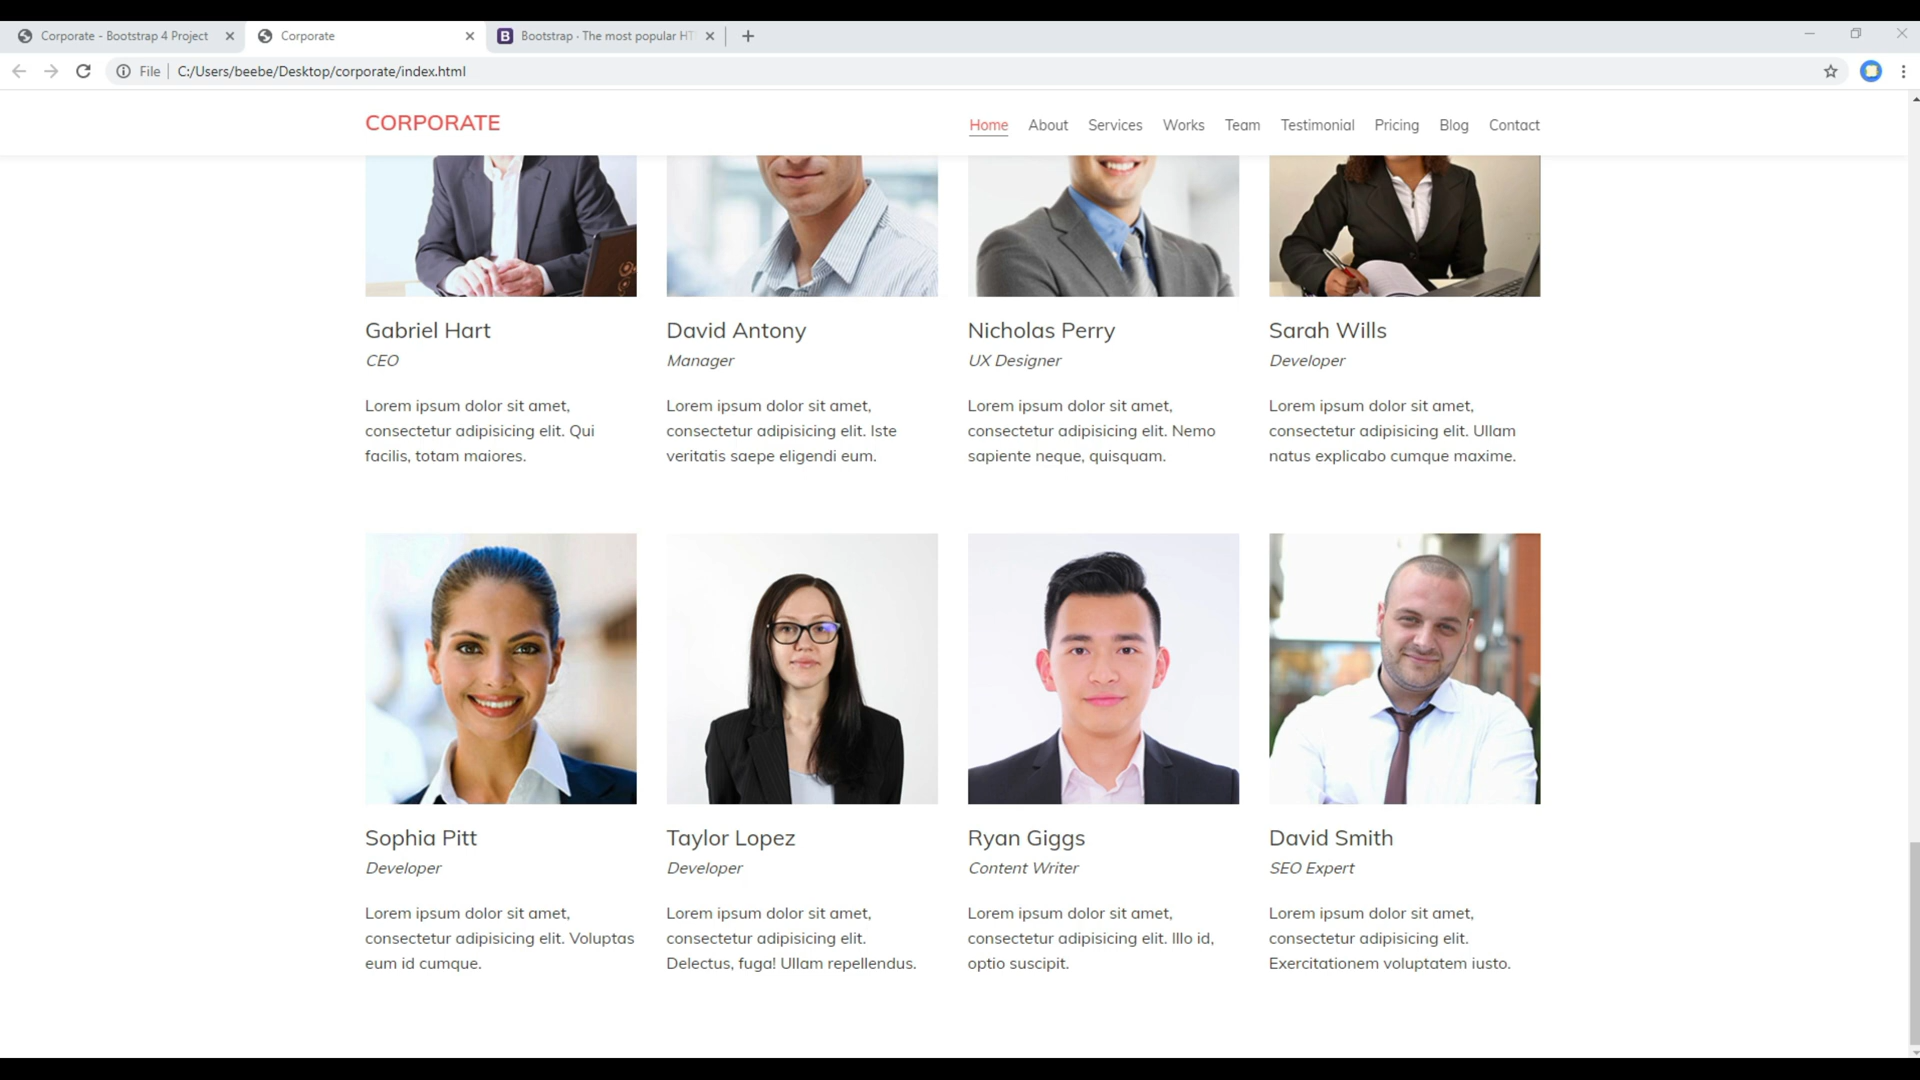 Corporate - Bootstrap 4 Project
Corporate
Bootstrap · The most popular HT
File
C:/Users/beebe/Desktop/corporate/index.html
CORPORATE
Home About Services Works Team Testimonial Pricing Blog Contact
Gabriel Hart
CEO
Lorem ipsum dolor sit amet,
consectetur adipisicing elit. Qui
facilis, totam maiores.
David Antony
Manager
Lorem ipsum dolor sit amet,
consectetur adipisicing elit. Iste
veritatis saepe eligendi eum.
Nicholas Perry
UX Designer
Lorem ipsum dolor sit amet,
consectetur adipisicing elit. Nemo
sapiente neque, quisquam.
Sarah Wills
Developer
Lorem ipsum dolor sit amet,
consectetur adipisicing elit. Ullam
natus explicabo cumque maxime.
Sophia Pitt
Developer
Lorem ipsum dolor sit amet,
consectetur adipisicing elit. Voluptas
eum id cumque.
Taylor Lopez
Developer
Lorem ipsum dolor sit amet,
consectetur adipisicing elit.
Delectus, fuga! Ullam repellendus.
Ryan Giggs
Content Writer
Lorem ipsum dolor sit amet,
consectetur adipisicing elit. Illo id,
optio suscipit.
David Smith
SEO Expert
Lorem ipsum dolor sit amet,
consectetur adipisicing elit.
Exercitationem voluptatem iusto.